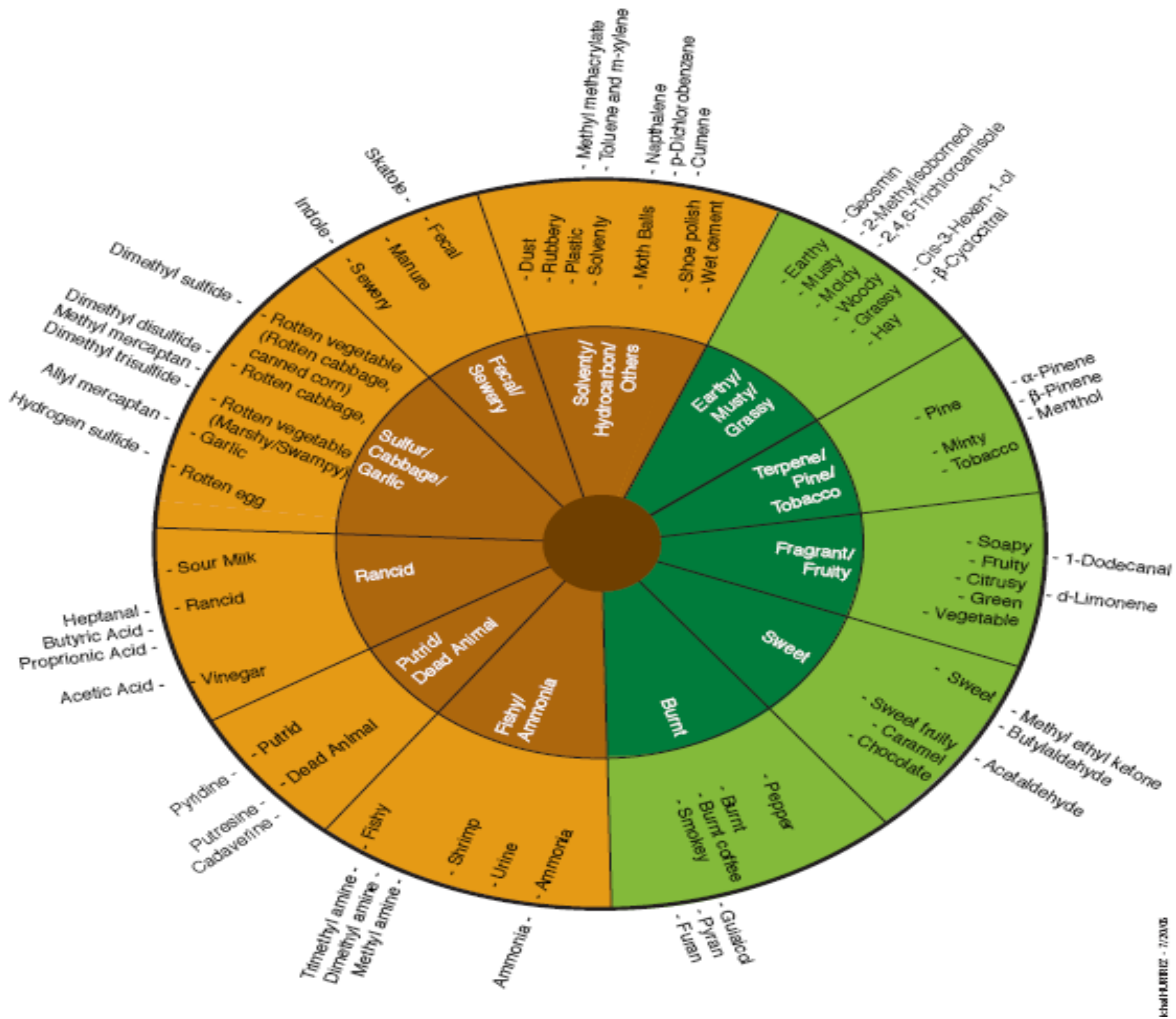 - Methyl methacrylate
- Toluene and m-xylene
- Napthalene
- p-Dichlorobenzene
- Cumene
- Dust
- Rubbery
- Plastic
- Solventy
- Moth Balls
- Shoe polish
- Wet cement
Solventy/
Hydrocarbon/
Others
- Geosmin
- 2-Methylisoborneol
- 2,4,6-Trichloroanisole
- Cis-3-Hexen-1-ol
- β-Cyclocitral
- Earthy
- Musty
- Moldy
- Woody
- Grassy
- Hay
Earthy/
Musty/
Grassy
- α-Pinene
- β-Pinene
- Menthol
- Pine
- Minty
- Tobacco
Terpene/
Pine/
Tobacco
- 1-Dodecanal
- d-Limonene
- Soapy
- Fruity
- Citrusy
- Green
- Vegetable
Fragrant/
Fruity
- Methyl ethyl ketone
- Butylaldehyde
- Acetaldehyde
- Sweet
- Sweet fruity
- Caramel
- Chocolate
Sweet
- Guiaicol
- Pyran
- Furan
- Pepper
- Burnt
- Burnt coffee
- Smokey
Burnt
Trimethyl amine -
Dimethyl amine -
Methyl amine -
Ammonia -
- Fishy
- Shrimp
- Urine
- Ammonia
Fishy/
Ammonia
Pyridine -
Putresine -
Cadaverine -
- Putrid
- Dead Animal
Putrid/
Dead Animal
Heptanal -
Butyric Acid -
Proprionic Acid -
Acetic Acid -
- Sour Milk
- Rancid
- Vinegar
Rancid
Dimethyl sulfide -
Dimethyl disulfide -
Methyl mercaptan -
Dimethyl trisulfide -
Allyl mercaptan -
Hydrogen sulfide -
- Rotten vegetable
(Rotten cabbage,
canned corn)
- Rotten cabbage,
- Rotten vegetable
(Marshy/Swampy),
- Garlic
- Rotten egg
Sulfur/
Cabbage/
Garlic
Skatole -
Indole -
- Fecal
- Manure
- Sewery
Fecal/
Sewery